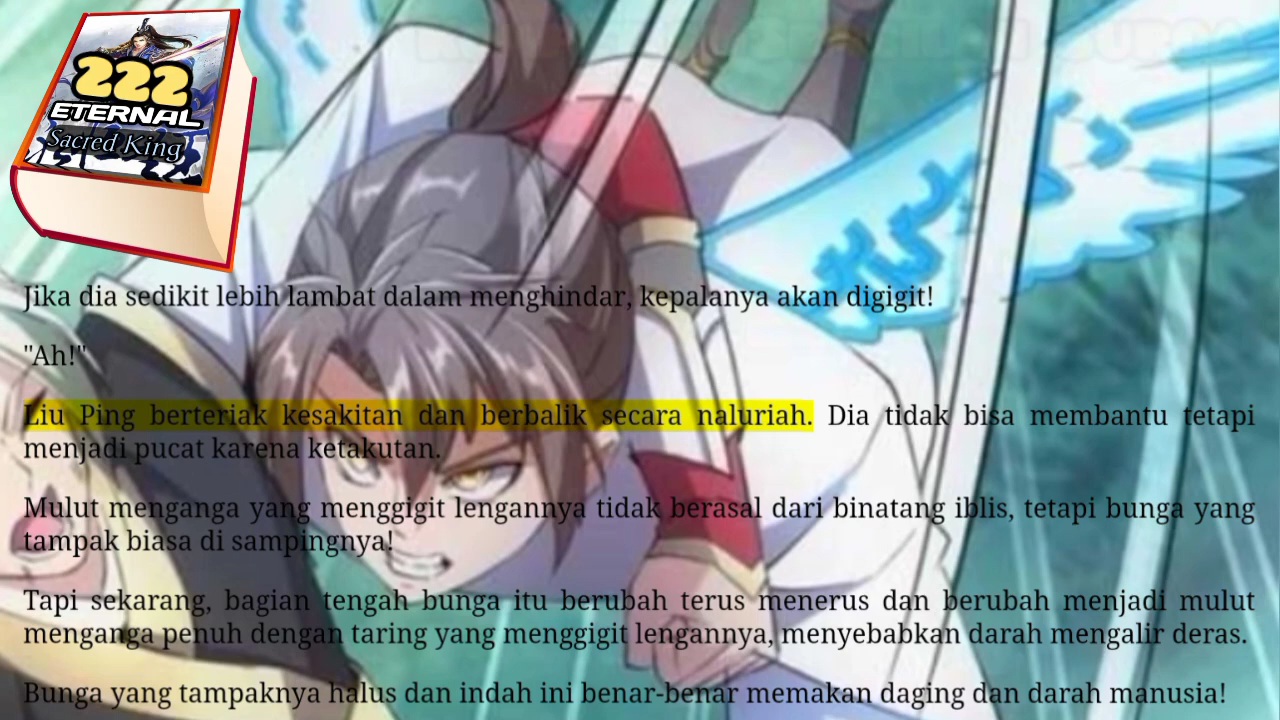 222
ETERNAL
Sacred King
Jika dia sedikit lebih lambat dalam menghindar, kepalanya akan digigit!
"Ah!"
Liu Ping berteriak kesakitan dan berbalik secara naluriah. Dia tidak bisa membantu tetapi
menjadi pucat karena ketakutan.
Mulut menganga yang menggigit lengannya tidak berasal dari binatang iblis, tetapi bunga yang
tampak biasa di sampingnya!
Tapi sekarang, bagian tengah bunga itu berubah terus menerus dan berubah menjadi mulut
menganga penuh dengan taring yang menggigit lengannya, menyebabkan darah mengalir deras.
Bunga yang tampaknya halus dan indah ini benar-benar memakan daging dan darah manusia!